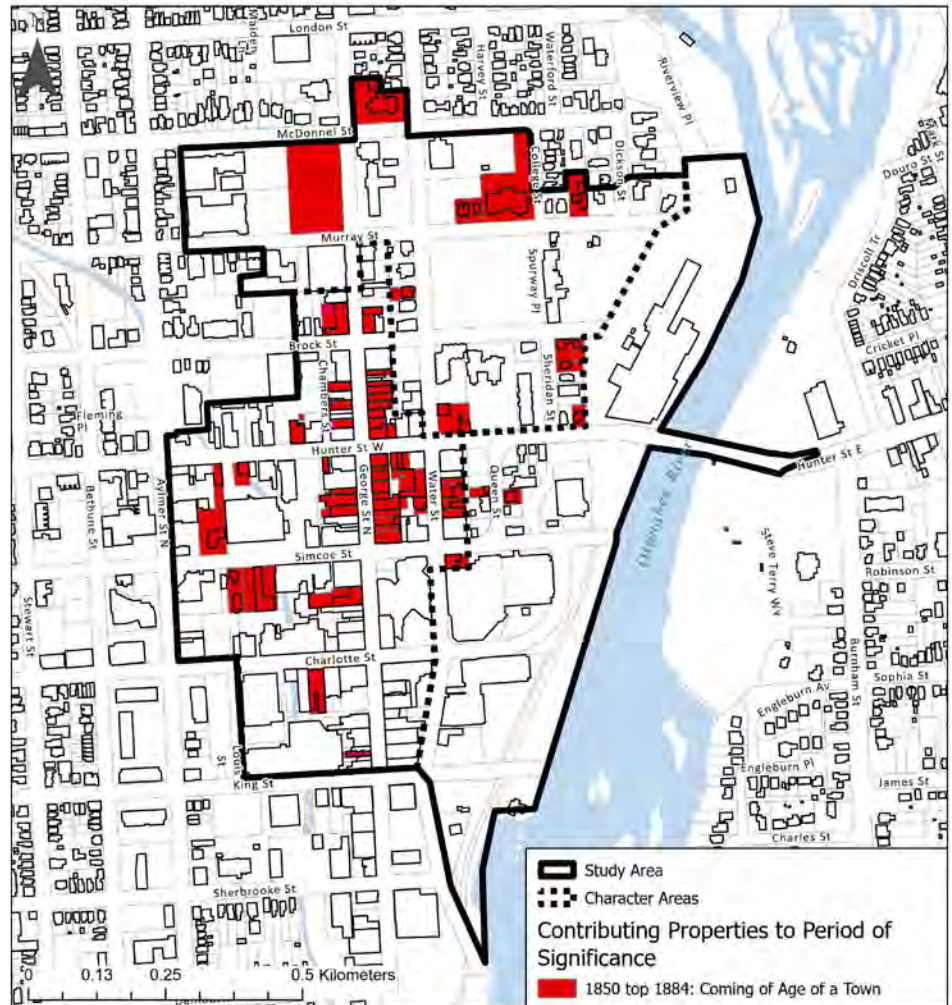 London St
Maiden Ln
Harvey St
Waterford St
Riverview Pl
McDonnel St
College St
Dickson St
Park St
Douro St
Murray St
Spurway Pl
Driscoll Tr
Cricket Pl
Brock St
Chambers St
Sheridan St
Fleming Pl
Hunter St W
Hunter St E
Bethune St
Aylmer St N
George St N
Water St
Queen St
Otonabee River
Simcoe St
Steve Terry Wy
Robinson St
Stewart St
Charlotte St
Burnham St
Sophia St
Engleburn Av
Louis St
King St
Engleburn Pl
James St
Charles St
Sherbrooke St
0 0.13 0.25 0.5 Kilometers
Study Area
Character Areas
Contributing Properties to Period of
Significance
1850 top 1884: Coming of Age of a Town